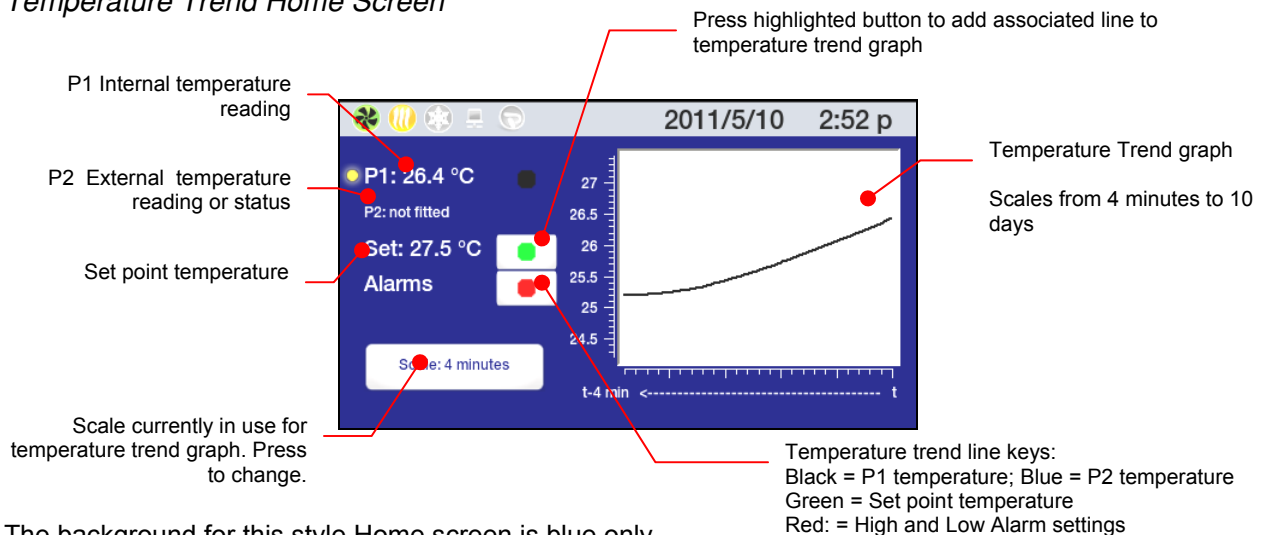 Temperature Trend Home Screen
Press highlighted button to add associated line to
temperature trend graph
P1 Internal temperature
reading
P2 External temperature
reading or status
Set point temperature
Scale currently in use for
temperature trend graph. Press
to change.
2011/5/10 2:52 p
P1: 26.4 °C
P2: not fitted
Set: 27.5 °C
Alarms
Scale: 4 minutes
27
26.5
26
25.5
25
24.5
t-4 min <------------------------------------------- t
Temperature Trend graph
Scales from 4 minutes to 10
days
Temperature trend line keys:
Black = P1 temperature; Blue = P2 temperature
Green = Set point temperature
Red: = High and Low Alarm settings
The background for this style Home screen is blue only